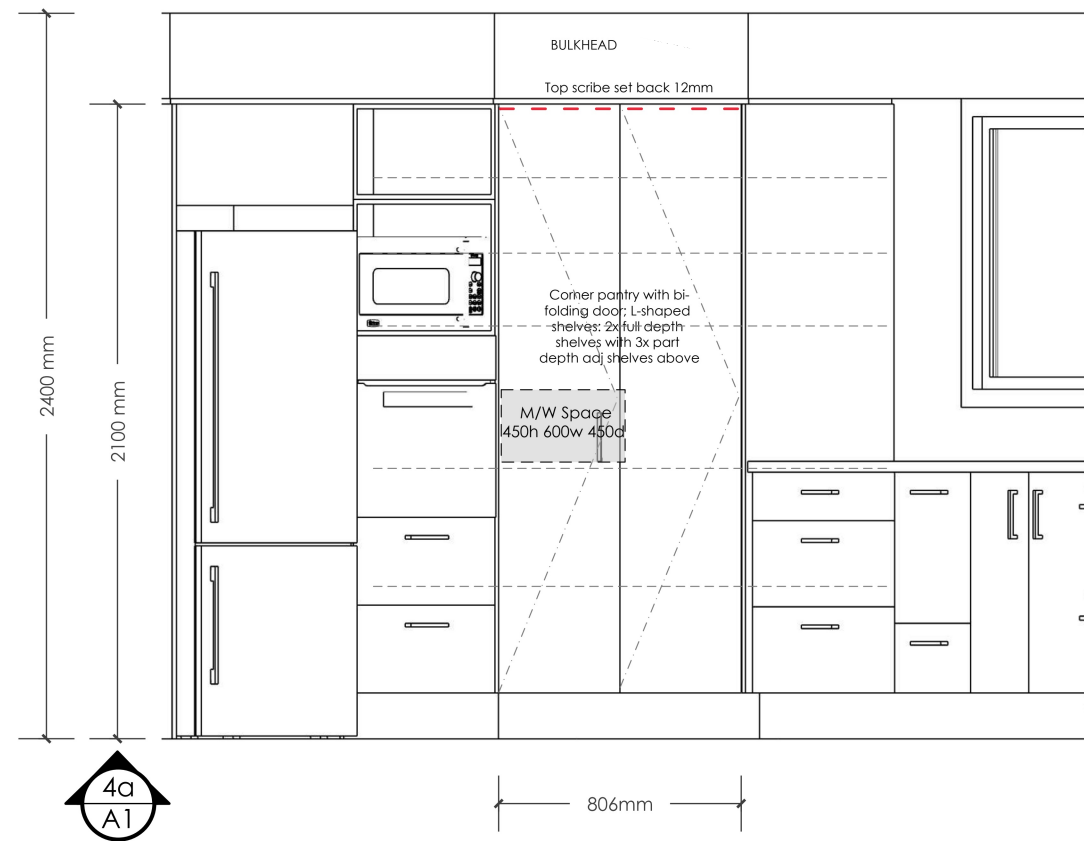 BULKHEAD
Top scribe set back 12mm
2400 mm
2100 mm
Corner pantry with bi-
folding door; L-shaped
shelves: 2x full depth
shelves with 3x part
depth adj shelves above
M/W Space
450h 600w 450d
4a
A1
806mm